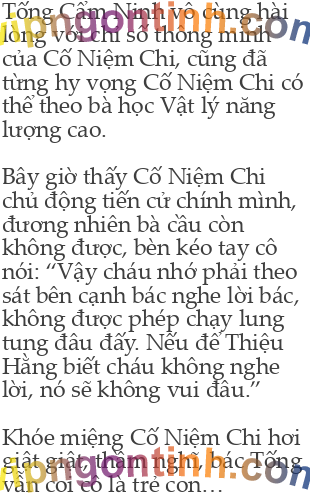 Tống Cẩm Ninh vô cùng hài
lòng với chỉ số thông minh
của Cố Niệm Chi, cũng đã
từng hy vọng Cố Niệm Chi có
thể theo bà học Vật lý năng
lượng cao.
Bây giờ thấy Cố Niệm Chi
chủ động tiến cử chính mình,
đương nhiên bà cầu còn
không được, bèn kéo tay cô
nói: “Vậy cháu nhớ phải theo
sát bên cạnh bác nghe lời bác,
không được phép chạy lung
tung đâu đấy. Nếu để Thiệu
Hằng biết cháu không nghe
lời, nó sẽ không vui đâu.”
Khóe miệng Cố Niệm Chi hơi
giật giật, thầm nghĩ, bác Tống
vẫn coi cô là trẻ con…
vipngontinh.com
vipngontinh.com